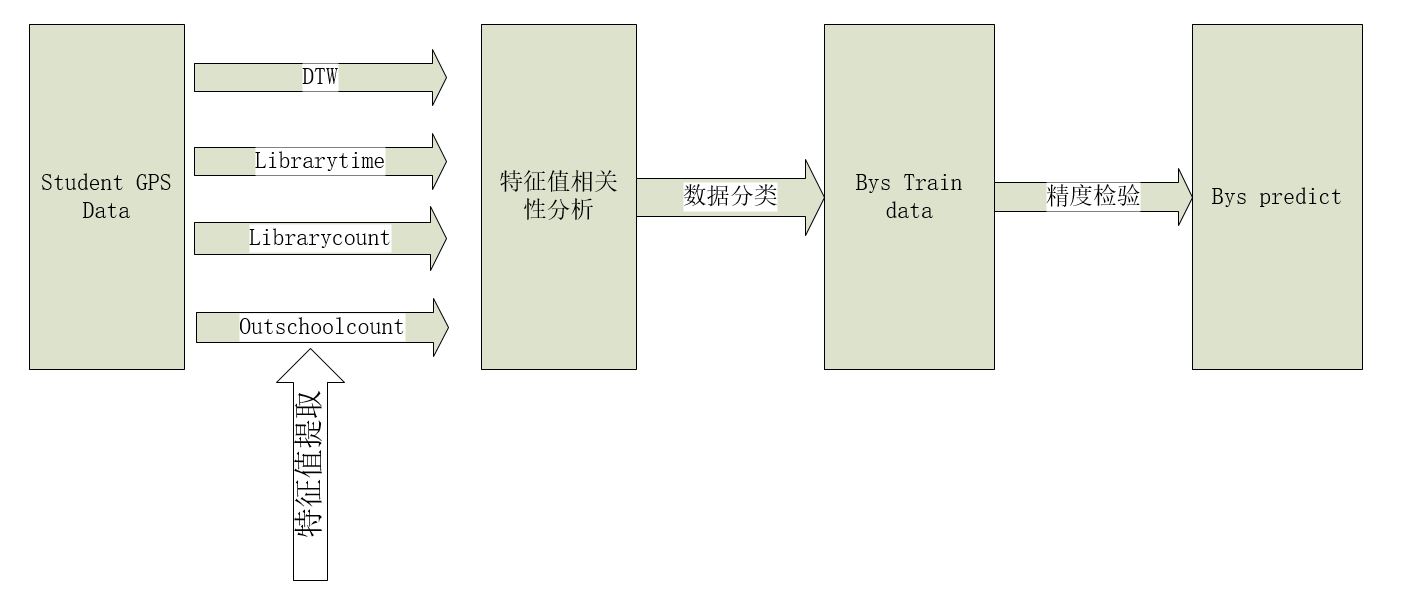 Student GPS
Data
DTW
Librarytime
Librarycount
Outschoolcount
特征值提取
特征值相关
性分析
数据分类
Bys Train
data
精度检验
Bys predict